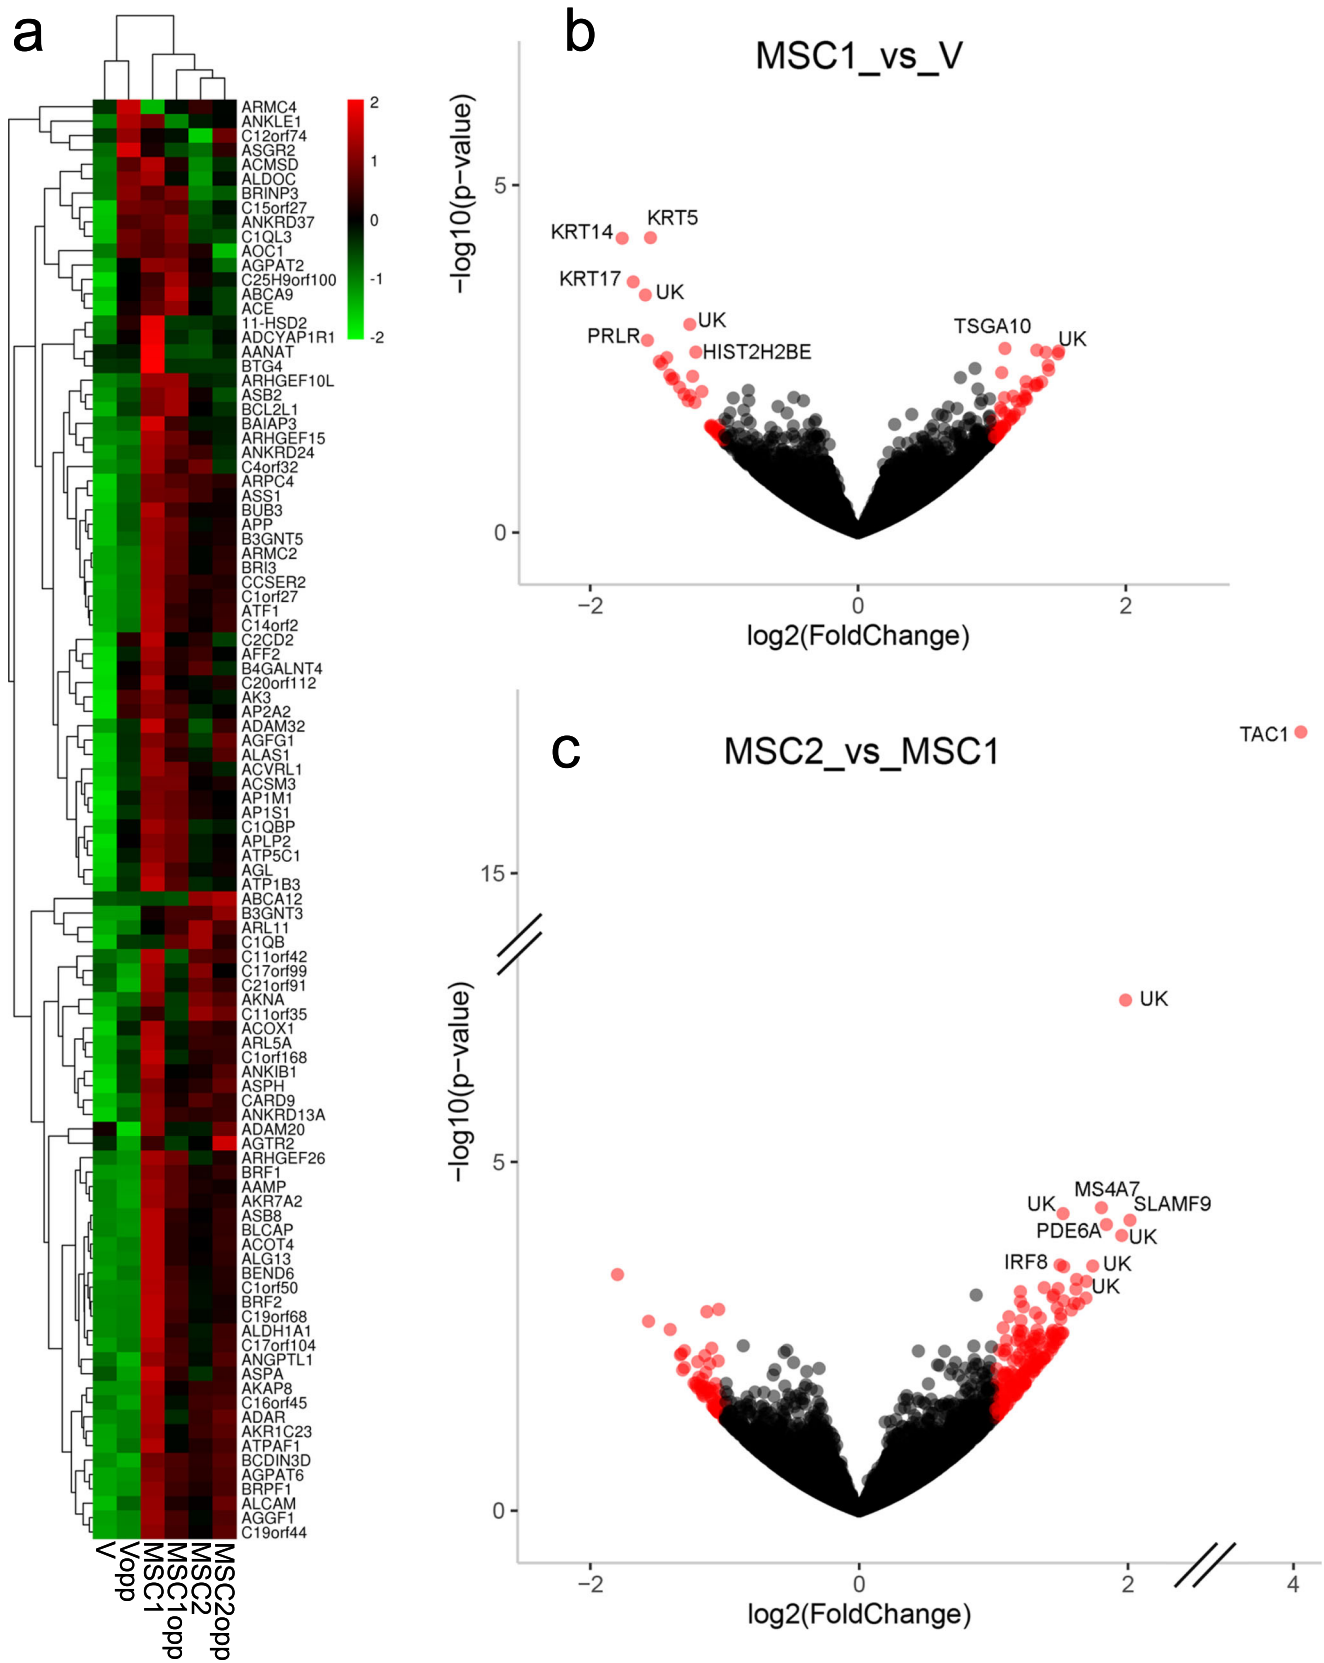 a
ARMC4
ANKLE1
C12orf74
ASGR2
ACMSD
ALDOC
BRINP3
C15orf27
ANKRD37
C1QL3
AOC1
AGPAT2
C25H9orf100
ABCA9
ACE
11-HSD2
ADCYAP1R1
AANAT
BTG4
ARHGEF10L
ASB2
BCL2L1
BAIAP3
ARHGEF15
ANKRD24
C4orf32
ARPC4
ASS1
BUB3
APP
B3GNT5
ARMC2
BRI3
CCSER2
C1orf27
ATF1
C14orf2
C2CD2
AFF2
B4GALNT4
C20orf112
AK3
AP2A2
ADAM32
AGFG1
ALAS1
ACVRL1
ACSM3
AP1M1
AP1S1
C1QBP
APLP2
ATP5C1
AGL
ATP1B3
ABCA12
B3GNT3
ARL11
C1QB
C11orf42
C17orf99
C21orf91
AKNA
C11orf35
ACOX1
ARL5A
C1orf168
ANKIB1
ASPH
CARD9
ANKRD13A
ADAM20
AGTR2
ARHGEF26
BRF1
AAMP
AKR7A2
ASB8
BLCAP
ACOT4
ALG13
BEND6
C1orf50
BRF2
C19orf68
ALDH1A1
C17orf104
ANGPTL1
ASPA
AKAP8
C16orf45
ADAR
AKR1C23
ATPAF1
BCDIN3D
AGPAT6
BRPF1
ALCAM
AGGF1
C19orf44
2
1
0
-1
-2
V
Vopp
MSC1
MSC1opp
MSC2
MSC2opp
b
MSC1_vs_V
−log10(p−value)
5
0
KRT14
KRT5
KRT17
UK
UK
PRLR
HIST2H2BE
TSGA10
UK
−2
0
2
log2(FoldChange)
c
MSC2_vs_MSC1
TAC1
15
−log10(p−value)
5
0
UK
MS4A7
UK
SLAMF9
PDE6A
UK
IRF8
UK
UK
−2
0
2
4
log2(FoldChange)